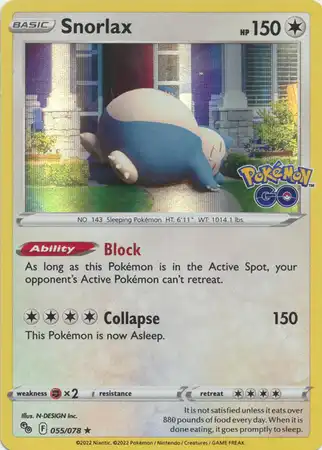 BASIC Snorlax HP 150
Pokémon GO
NO. 143 Sleeping Pokémon HT: 6'11" WT: 1014.1 lbs.
Ability Block
As long as this Pokémon is in the Active Spot, your
opponent's Active Pokémon can't retreat.
Collapse 150
This Pokémon is now Asleep.
weakness ×2 resistance retreat
Illus. N-DESIGN Inc.
F 055/078 ★
It is not satisfied unless it eats over
880 pounds of food every day. When it is
done eating, it goes promptly to sleep.
©2022 Niantic. ©2022 Pokémon / Nintendo / Creatures / GAME FREAK